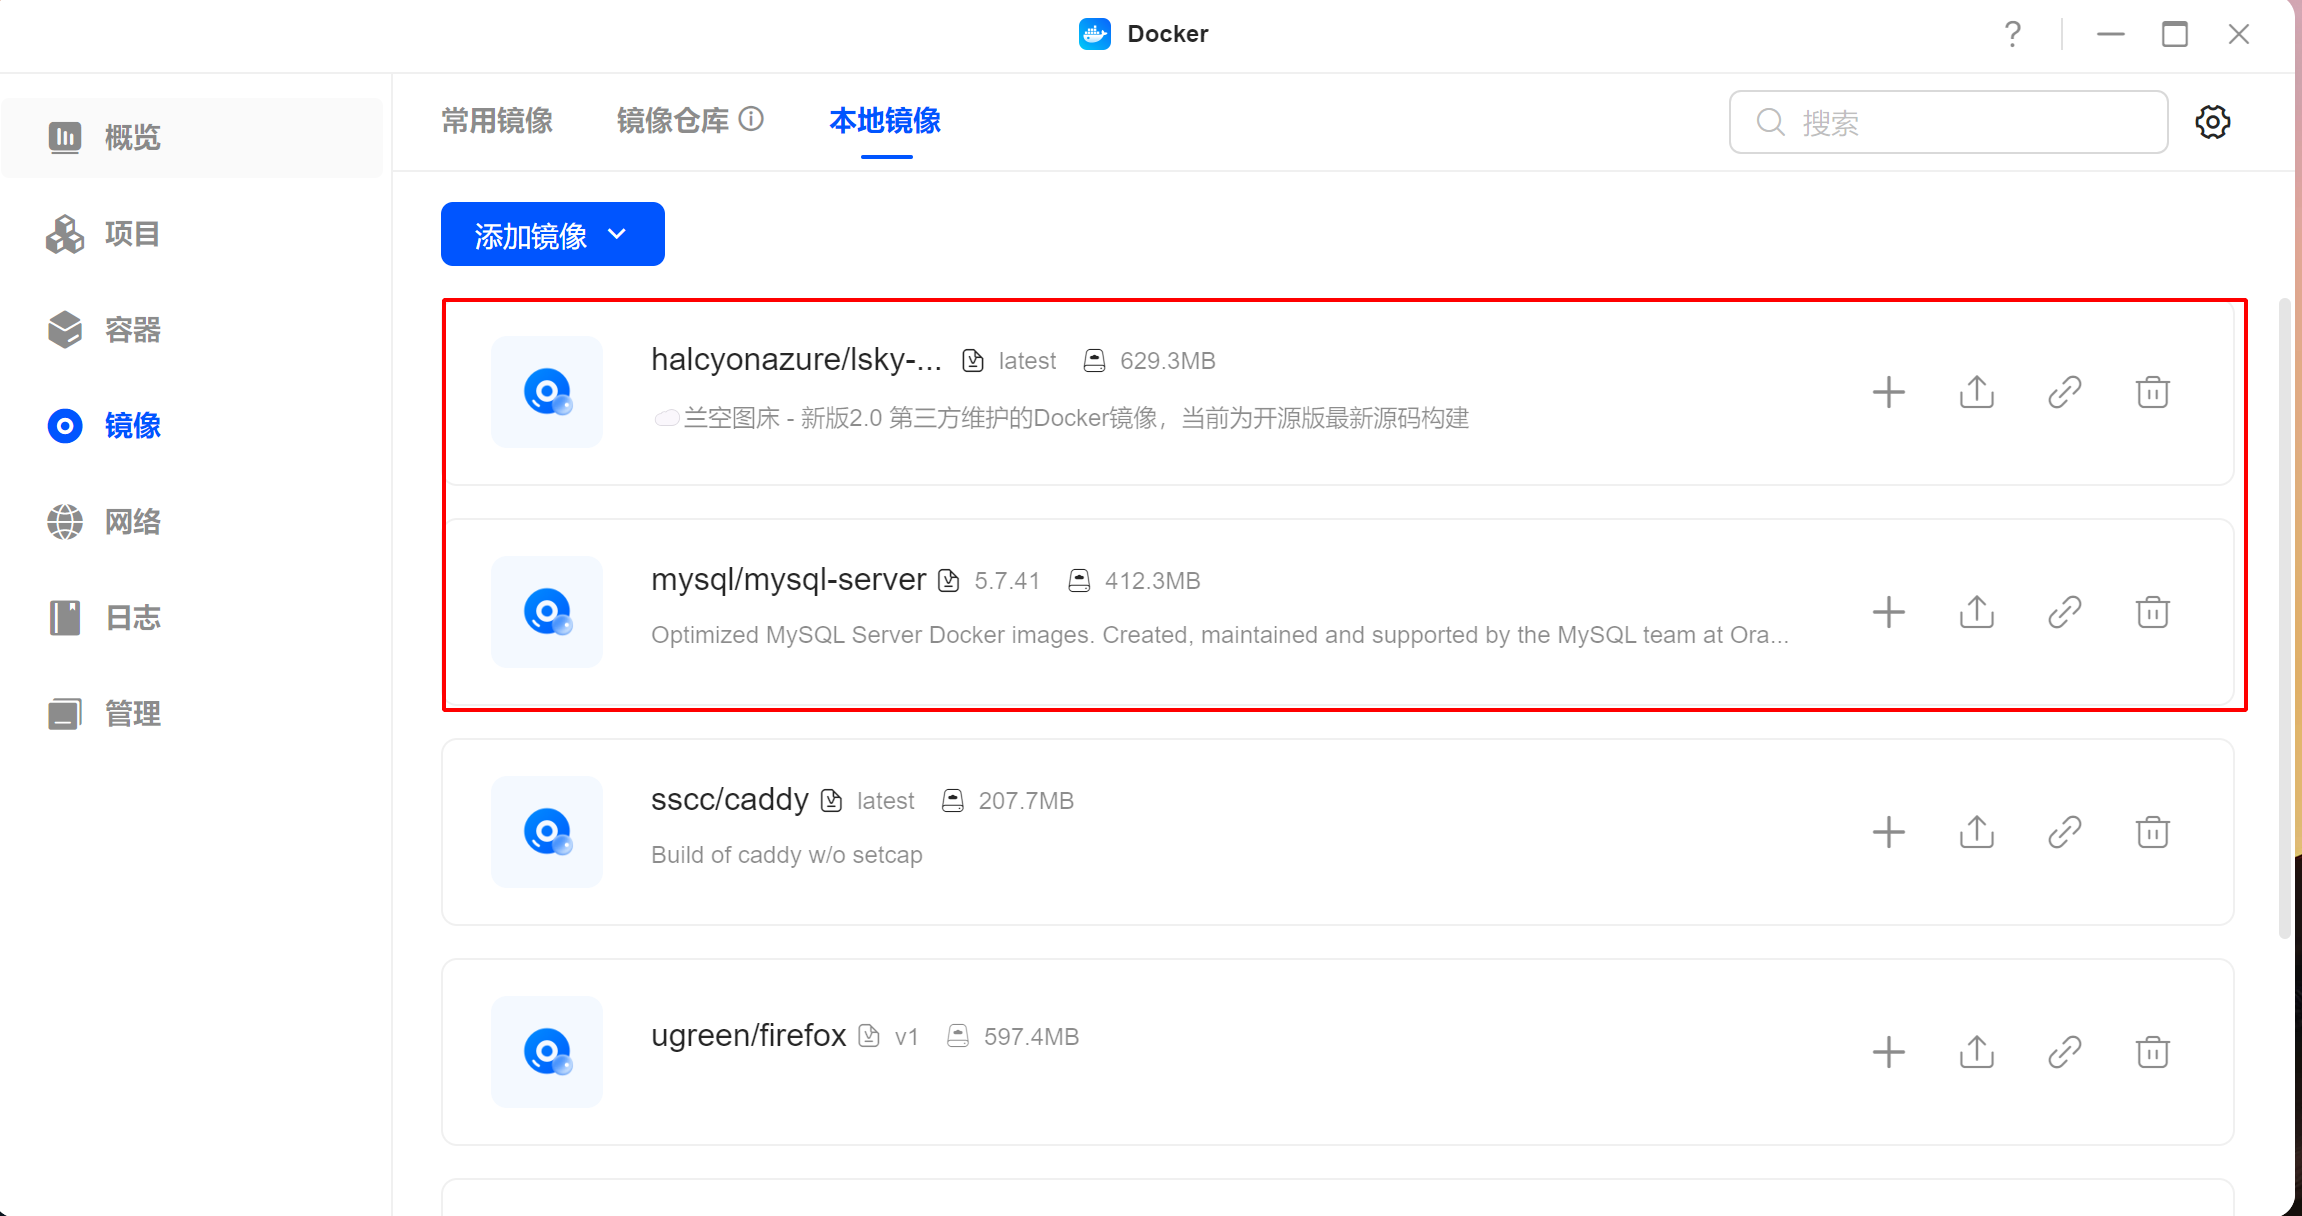 Docker
概览
项目
容器
镜像
网络
日志
管理
常用镜像 镜像仓库 本地镜像
搜索
添加镜像
halcyonazure/lsky-... latest 629.3MB
兰空图床 - 新版2.0 第三方维护的Docker镜像，当前为开源版最新源码构建
mysql/mysql-server 5.7.41 412.3MB
Optimized MySQL Server Docker images. Created, maintained and supported by the MySQL team at Ora...
sscc/caddy latest 207.7MB
Build of caddy w/o setcap
ugreen/firefox v1 597.4MB